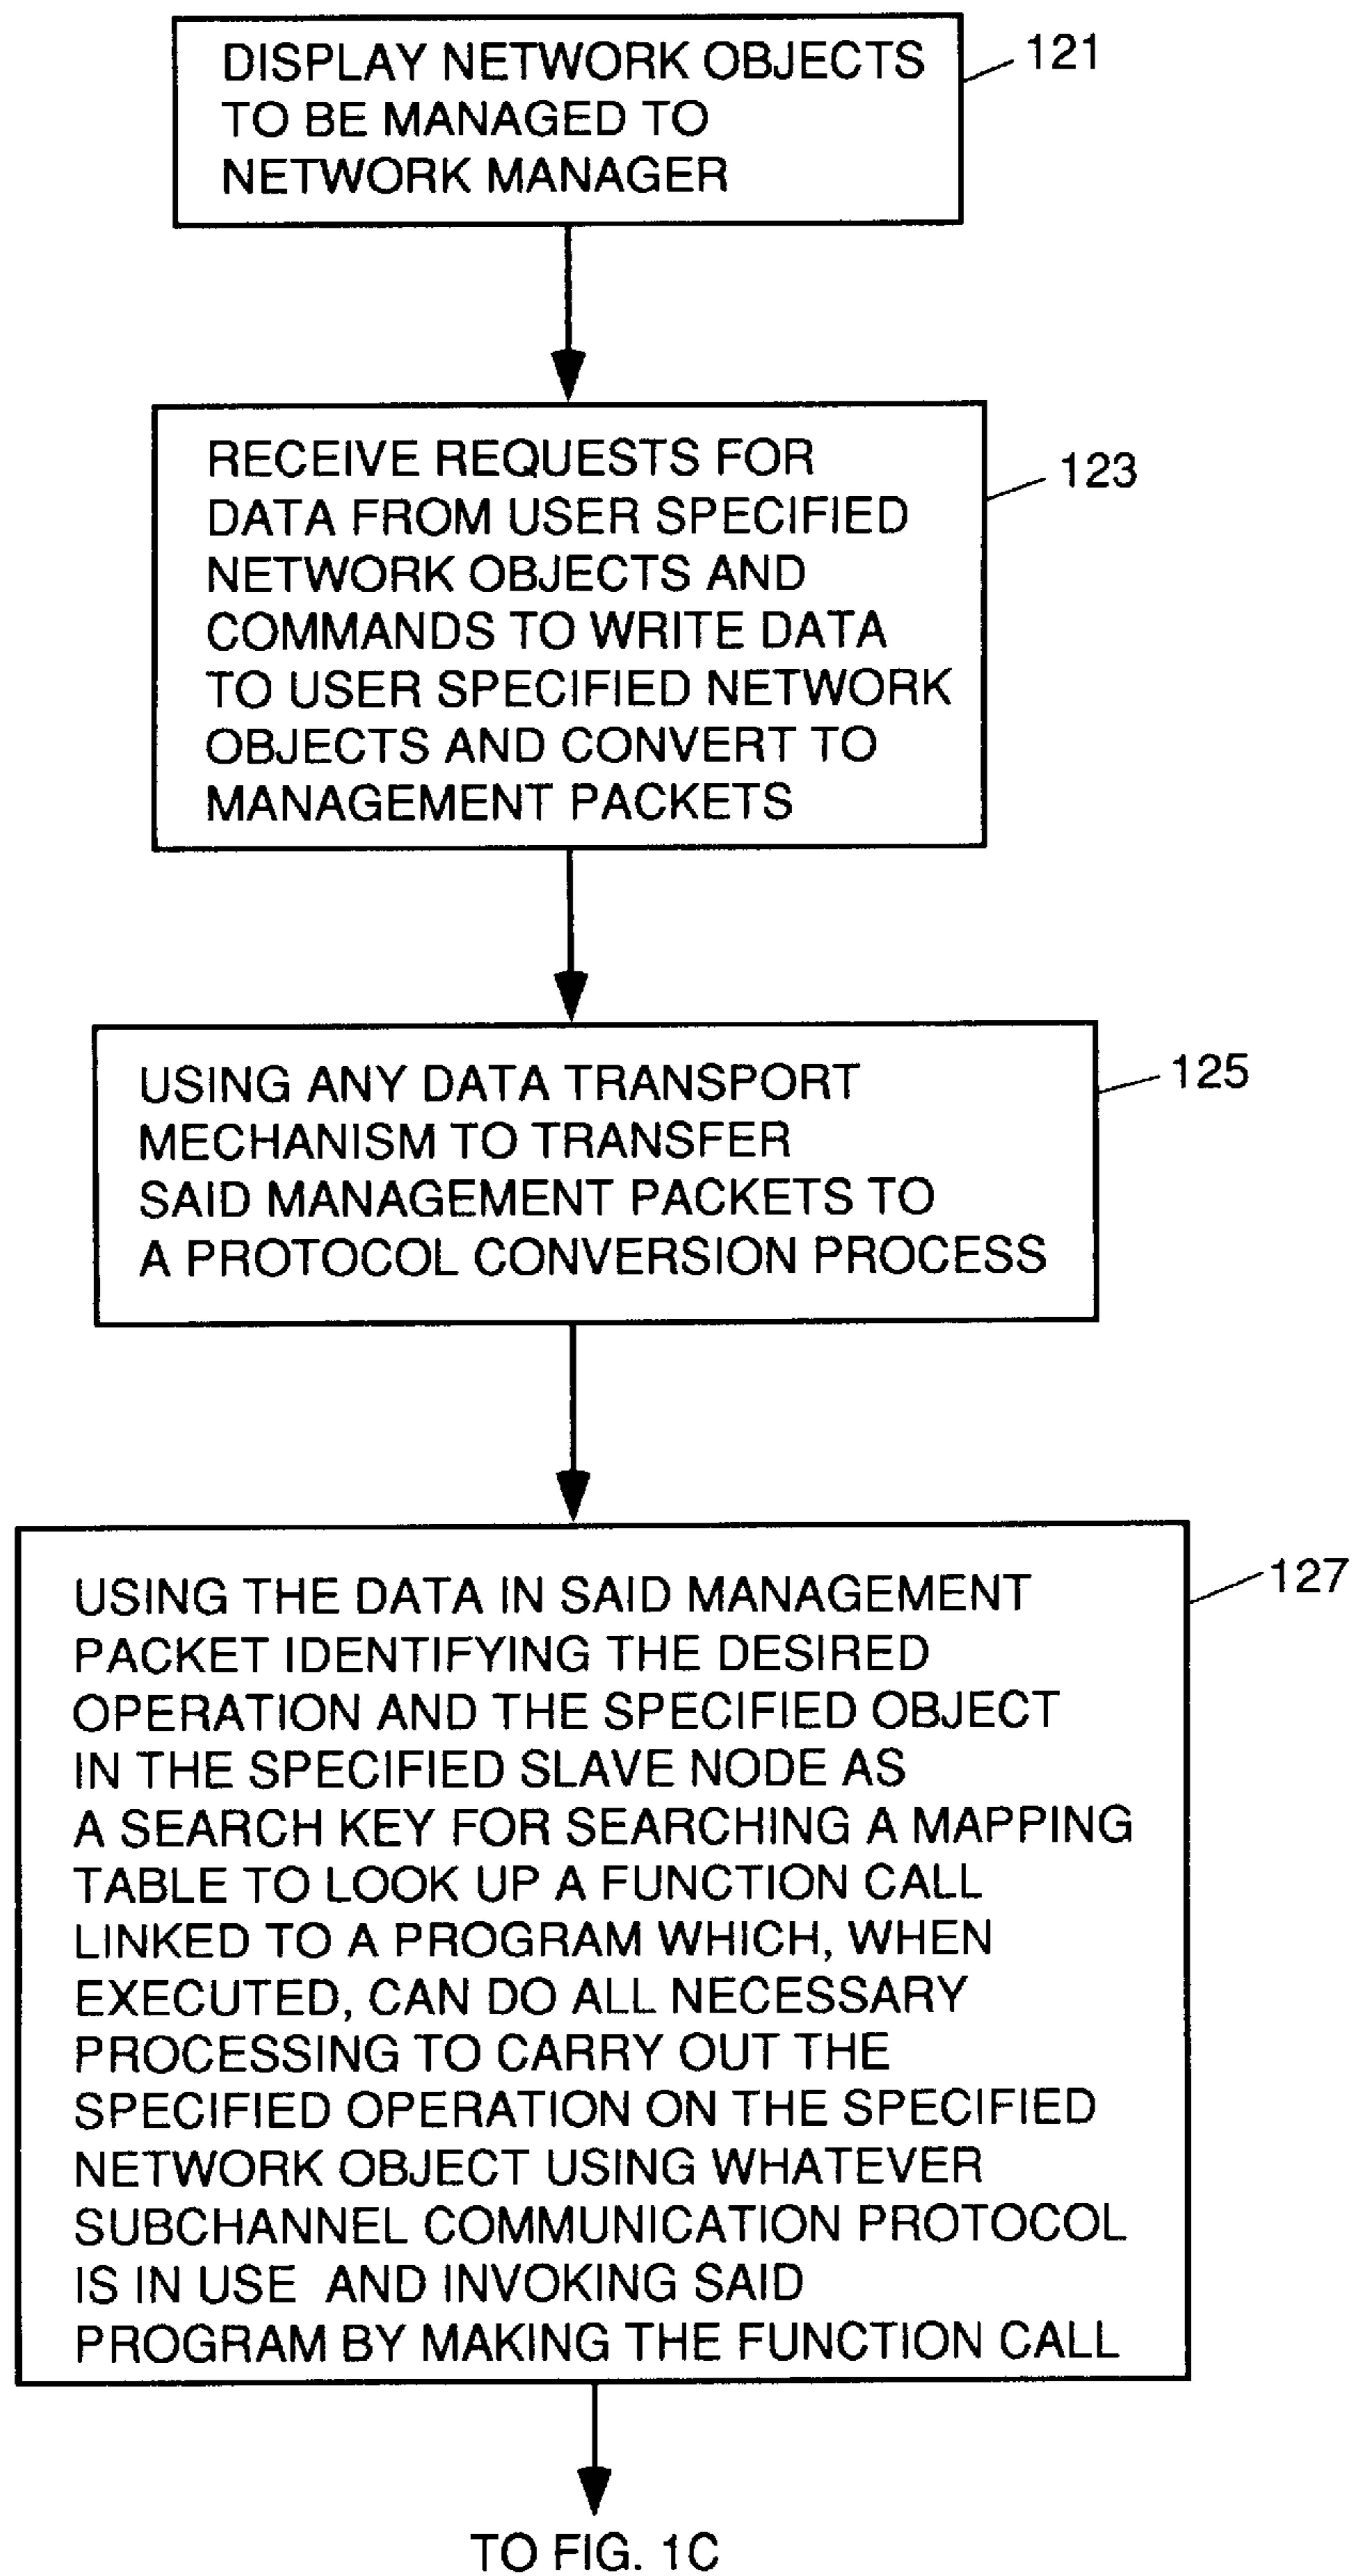 DISPLAY NETWORK OBJECTS
TO BE MANAGED TO
NETWORK MANAGER
121
RECEIVE REQUESTS FOR
DATA FROM USER SPECIFIED
NETWORK OBJECTS AND
COMMANDS TO WRITE DATA
TO USER SPECIFIED NETWORK
OBJECTS AND CONVERT TO
MANAGEMENT PACKETS
123
USING ANY DATA TRANSPORT
MECHANISM TO TRANSFER
SAID MANAGEMENT PACKETS TO
A PROTOCOL CONVERSION PROCESS
125
USING THE DATA IN SAID MANAGEMENT
PACKET IDENTIFYING THE DESIRED
OPERATION AND THE SPECIFIED OBJECT
IN THE SPECIFIED SLAVE NODE AS
A SEARCH KEY FOR SEARCHING A MAPPING
TABLE TO LOOK UP A FUNCTION CALL
LINKED TO A PROGRAM WHICH, WHEN
EXECUTED, CAN DO ALL NECESSARY
PROCESSING TO CARRY OUT THE
SPECIFIED OPERATION ON THE SPECIFIED
NETWORK OBJECT USING WHATEVER
SUBCHANNEL COMMUNICATION PROTOCOL
IS IN USE AND INVOKING SAID
PROGRAM BY MAKING THE FUNCTION CALL
127
TO FIG. 1C